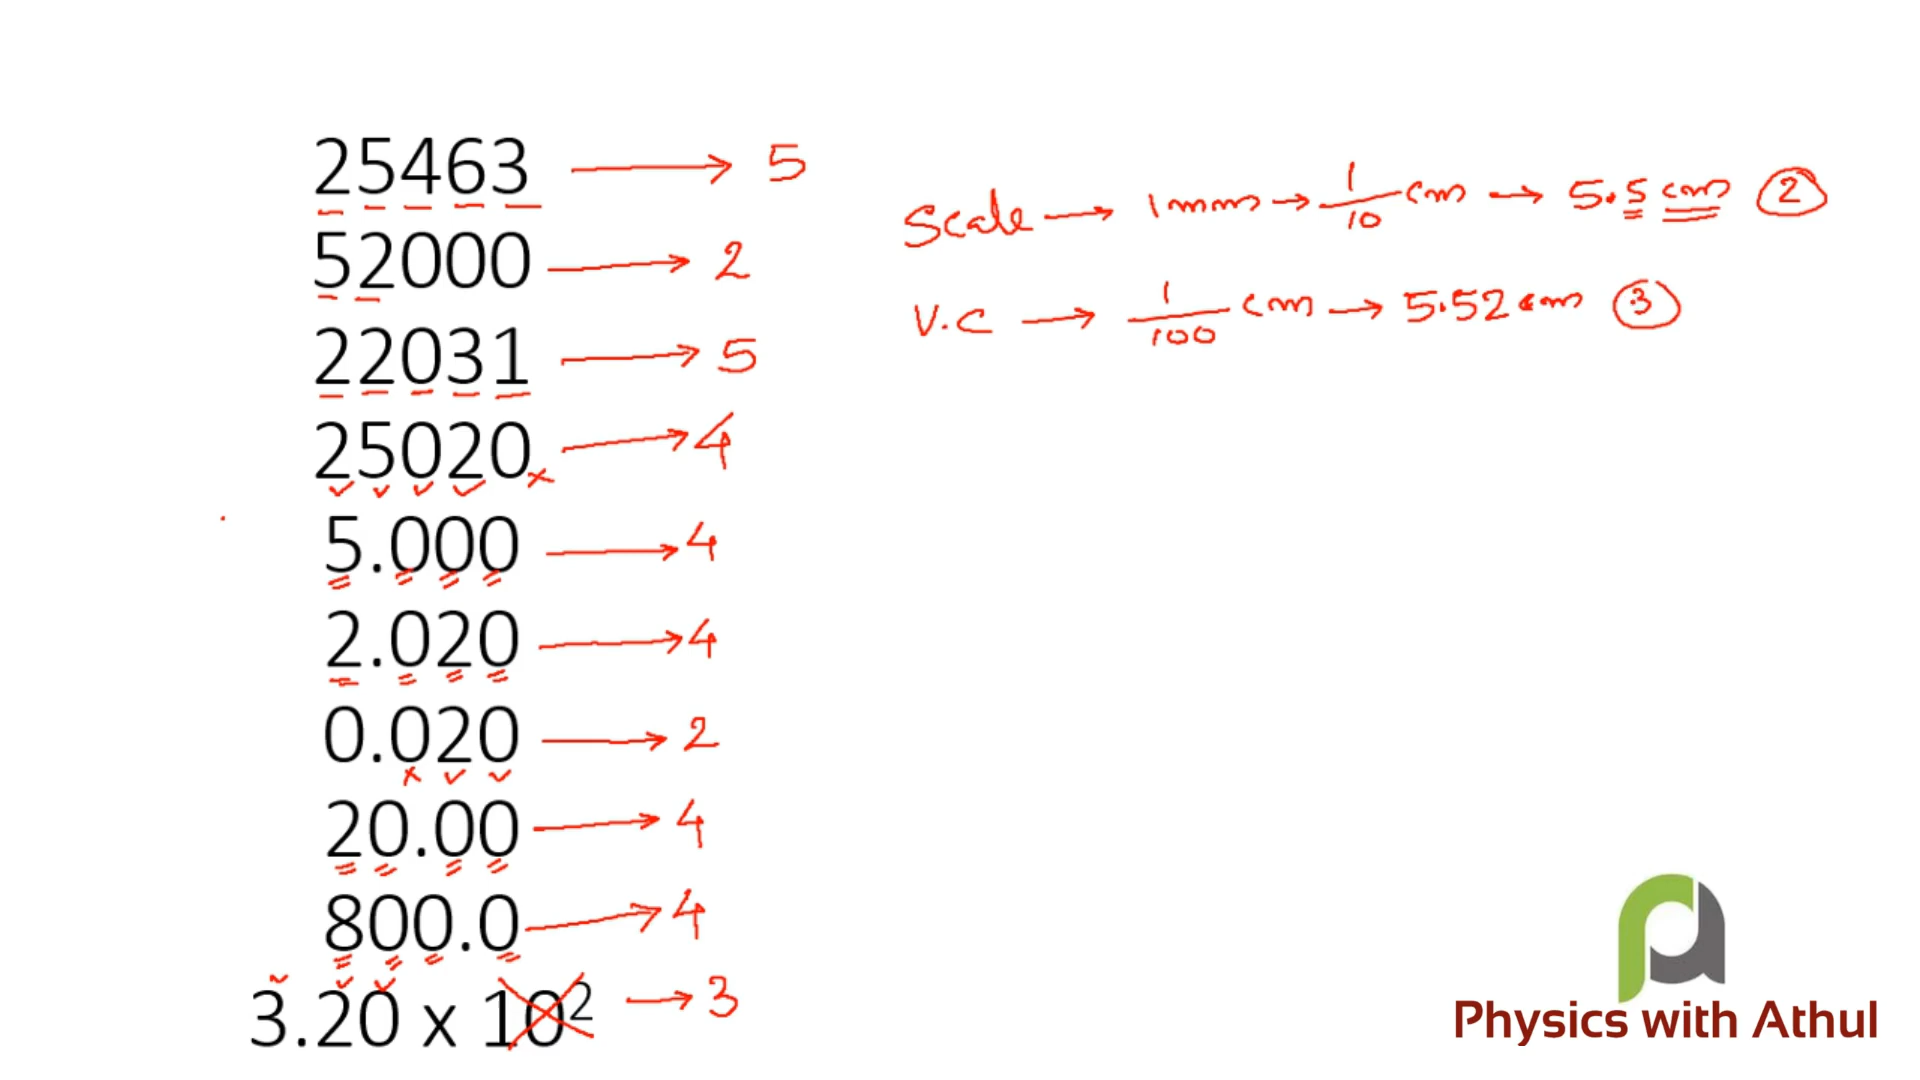 25463 → 5
52000 → 2
22031 → 5
25020 → 4
5.000 → 4
2.020 → 4
0.020 → 2
20.00 → 4
800.0 → 4
3.20 x 10² → 3
Scale → 1mm → 1/10 cm → 5.5 cm 2
V.C → 1/100 cm → 5.52 cm 3
Physics with Athul